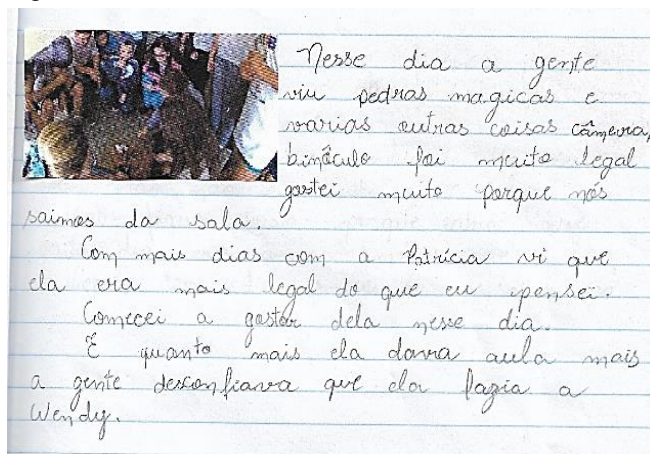 Nesse dia a gente
viu pedras magicas e
varias outras coisas câmera,
binóculo foi muito legal
gostei muito porque nós
saimos da sala.
Com mais dias com a Patrícia vi que
ela era mais legal do que eu pensei.
Comecei a gostar dela nesse dia.
E quanto mais ela dava aula mais
a gente desconfiava que ela fazia a
Wendy.